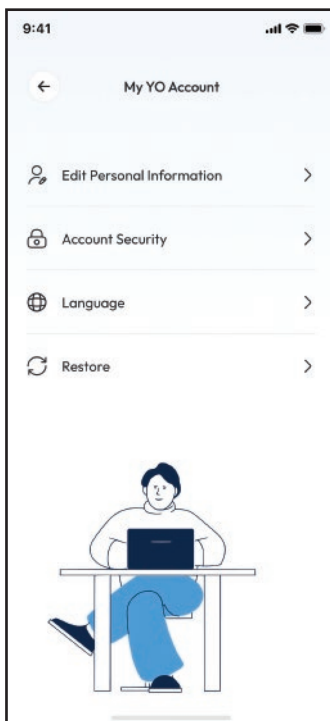 9:41
My YO Account
Edit Personal Information
Account Security
Language
Restore